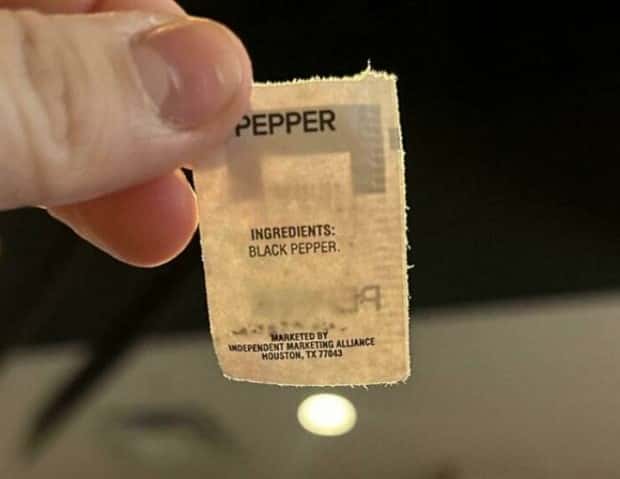 PEPPER
INGREDIENTS:
BLACK PEPPER.
MARKETED BY
INDEPENDENT MARKETING ALLIANCE
HOUSTON, TX 77043